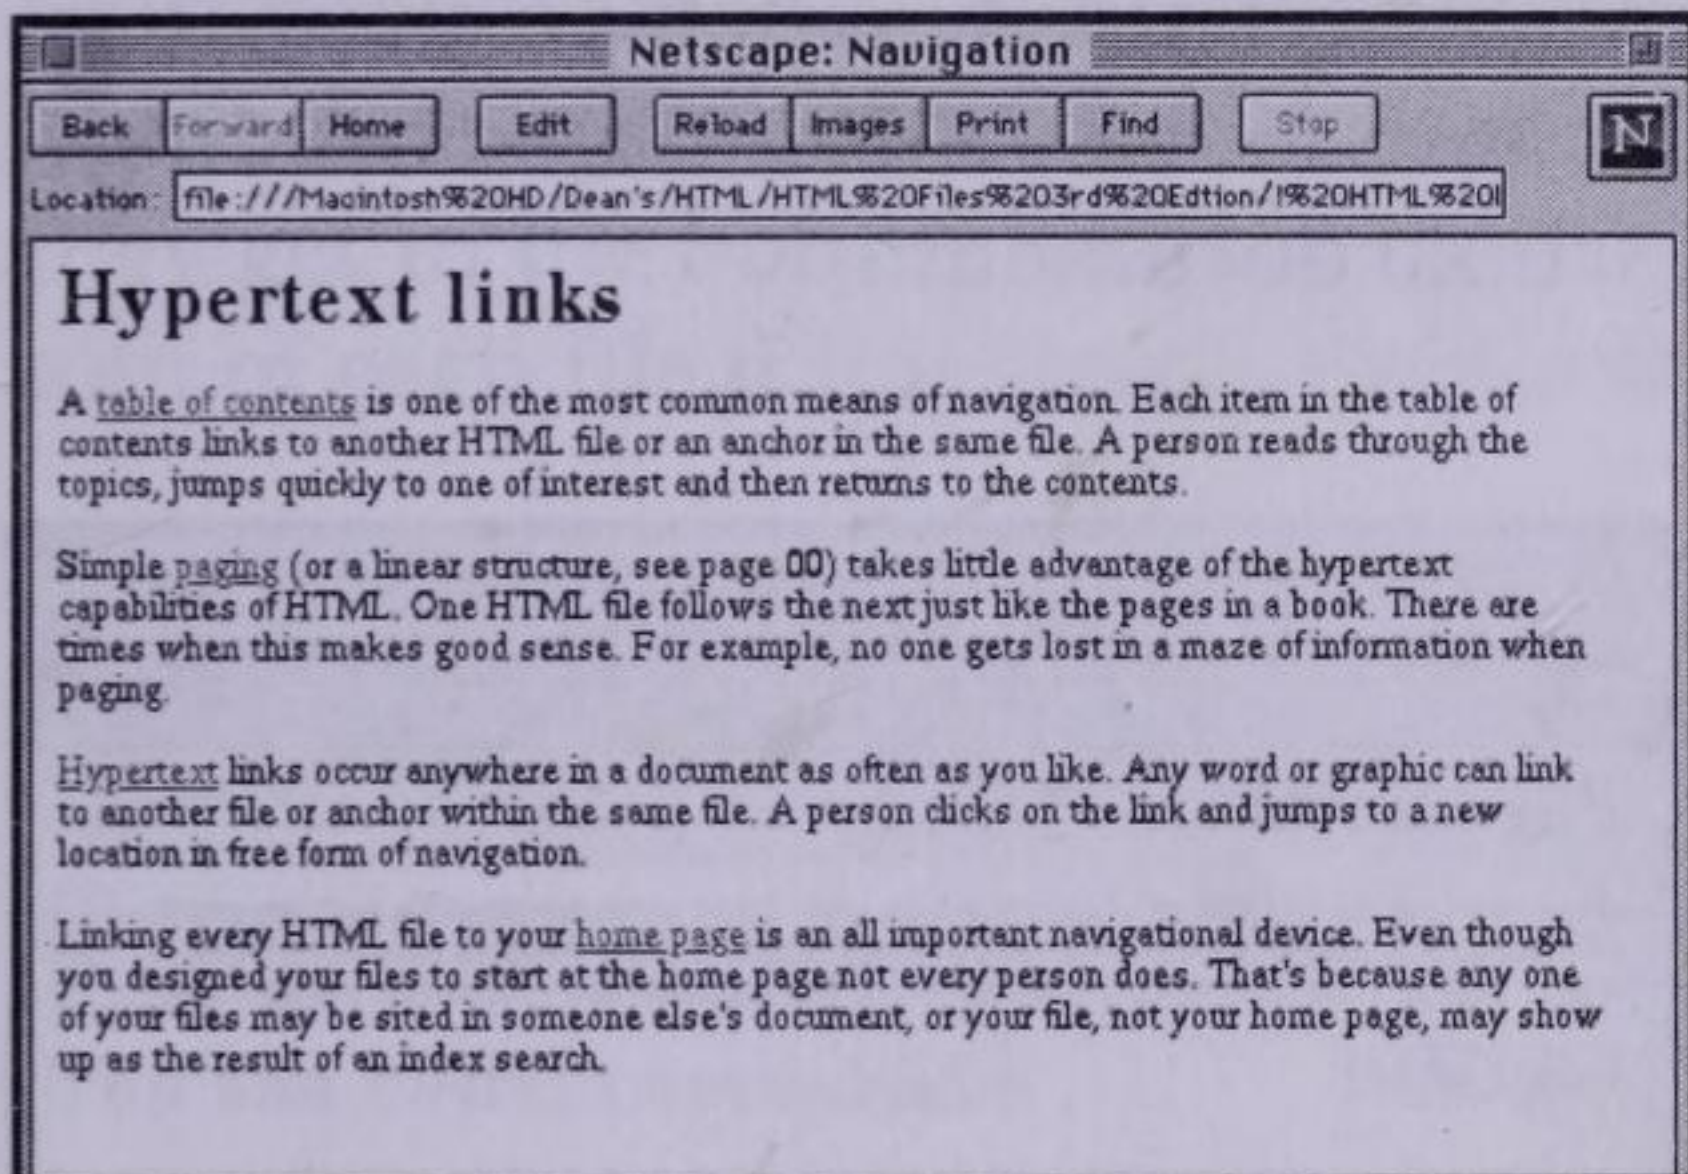 Netscape: Navigation
Back Forward Home Edit Reload Images Print Find Stop
N
Location: file:///Macintosh%20HD/Dean's/HTML/HTML%20Files%203rd%20Edtion/!%20HTML%20I
Hypertext links
A table of contents is one of the most common means of navigation. Each item in the table of
contents links to another HTML file or an anchor in the same file. A person reads through the
topics, jumps quickly to one of interest and then returns to the contents.
Simple paging (or a linear structure, see page 00) takes little advantage of the hypertext
capabilities of HTML. One HTML file follows the next just like the pages in a book. There are
times when this makes good sense. For example, no one gets lost in a maze of information when
paging.
Hypertext links occur anywhere in a document as often as you like. Any word or graphic can link
to another file or anchor within the same file. A person clicks on the link and jumps to a new
location in free form of navigation.
Linking every HTML file to your home page is an all important navigational device. Even though
you designed your files to start at the home page not every person does. That's because any one
of your files may be sited in someone else's document, or your file, not your home page, may show
up as the result of an index search.